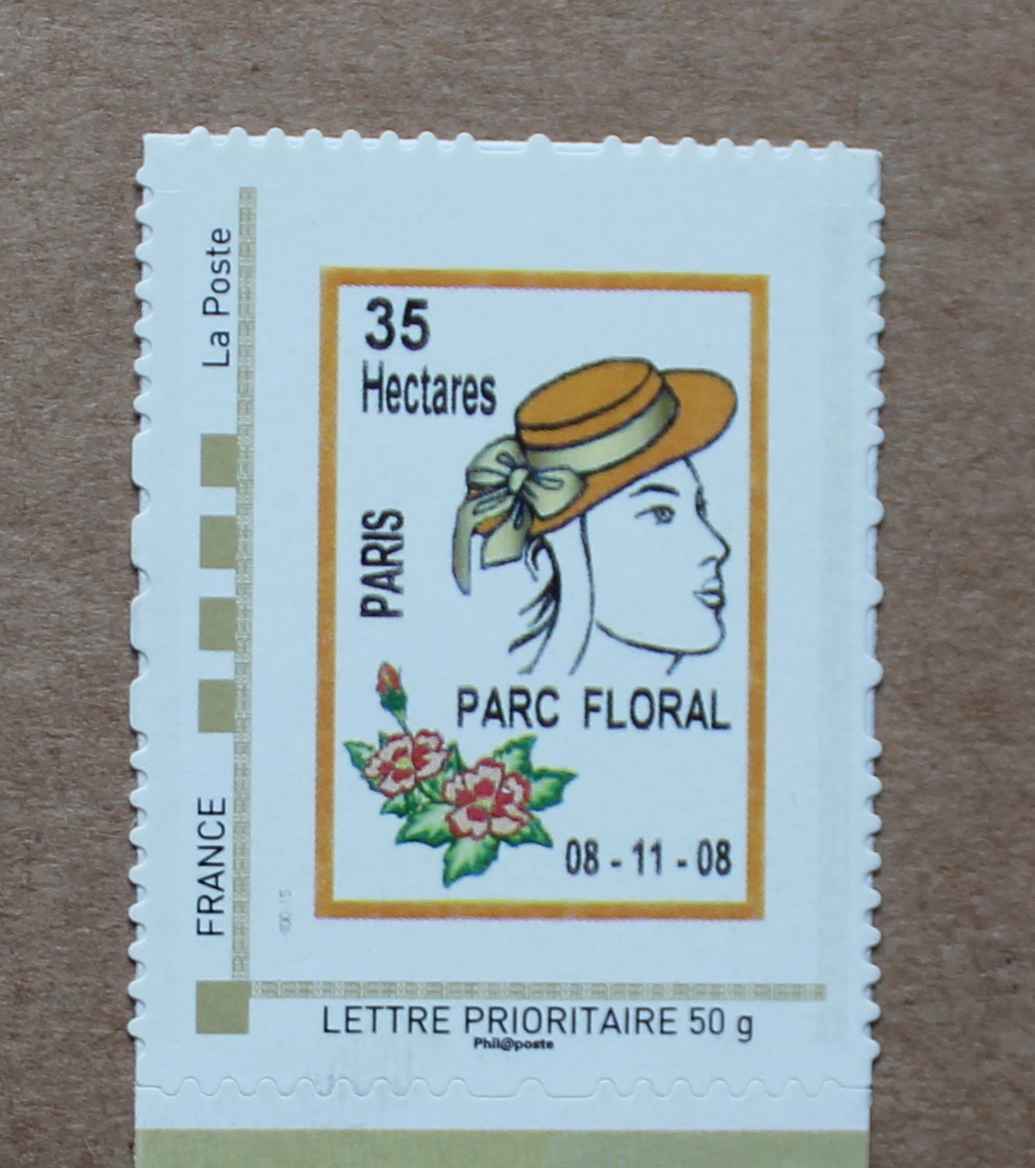 La Poste
FRANCE
35
Hectares
PARIS
PARC FLORAL
08 - 11 - 08
LETTRE PRIORITAIRE 50 g
Phil@poste